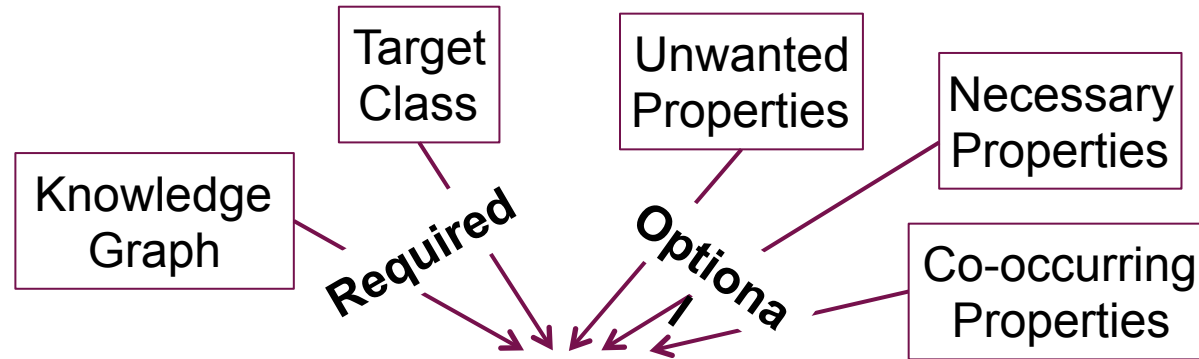 Target
Class
Unwanted
Properties
Necessary
Properties
Knowledge
Graph
Required
Optiona
l
Co-occurring
Properties